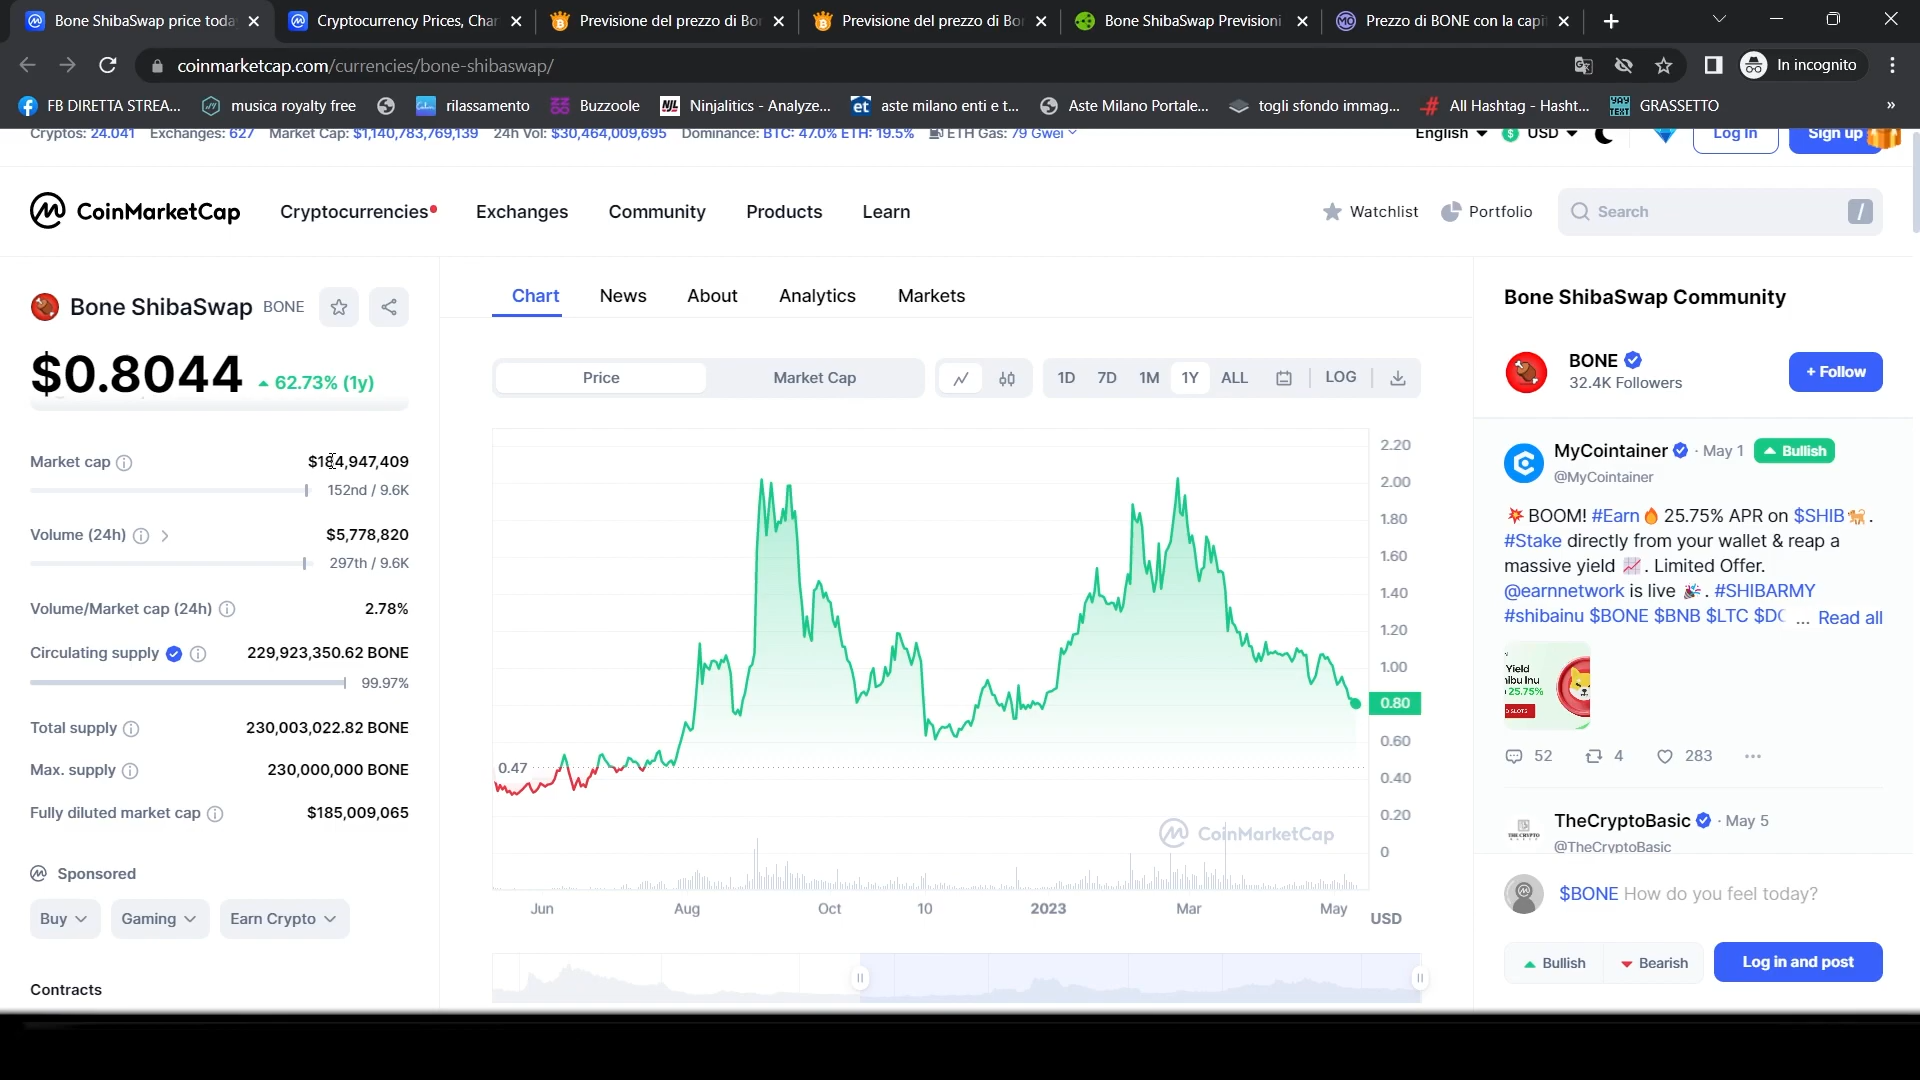 Bone ShibaSwap price toda
Cryptocurrency Prices, Char
Previsione del prezzo di Bor
Previsione del prezzo di Bor
Bone ShibaSwap Previsioni
Prezzo di BONE con la capit
coinmarketcap.com/currencies/bone-shibaswap/
In incognito
FB DIRETTA STREA...
musica royalty free
rilassamento
Buzzoole
Ninjalitics - Analyze...
aste milano enti e t...
Aste Milano Portale...
togli sfondo immag...
All Hashtag - Hasht...
GRASSETTO
»
Cryptos: 24.041 Exchanges: 627 Market Cap: $1,140,783,769,139 24h Vol: $30,464,009,695 Dominance: BTC: 47.0% ETH: 19.5% ETH Gas: 79 Gwei
English USD Log In Sign up
CoinMarketCap
Cryptocurrencies Exchanges Community Products Learn
Watchlist Portfolio Search /
Bone ShibaSwap BONE
$0.8044 62.73% (1y)
Market cap $184,947,409
152nd / 9.6K
Volume (24h) $5,778,820
297th / 9.6K
Volume/Market cap (24h) 2.78%
Circulating supply 229,923,350.62 BONE
99.97%
Total supply 230,003,022.82 BONE
Max. supply 230,000,000 BONE
Fully diluted market cap $185,009,065
Sponsored
Buy Gaming Earn Crypto
Contracts
Chart News About Analytics Markets
Price Market Cap 1D 7D 1M 1Y ALL LOG
2.20
2.00
1.80
1.60
1.40
1.20
1.00
0.80
0.60
0.47
0.40
0.20
0
CoinMarketCap
Jun Aug Oct 10 2023 Mar May USD
Bone ShibaSwap Community
BONE
32.4K Followers
+ Follow
MyCointainer · May 1 Bullish
@MyCointainer
BOOM! #Earn 25.75% APR on $SHIB .
#Stake directly from your wallet & reap a
massive yield . Limited Offer.
@earnnetwork is live . #SHIBARMY
#shibainu $BONE $BNB $LTC $DO ... Read all
Yield
hibu Inu
25.75%
SLOTS
52 4 283 ...
TheCryptoBasic · May 5
@TheCryptoBasic
$BONE How do you feel today?
Bullish Bearish Log in and post